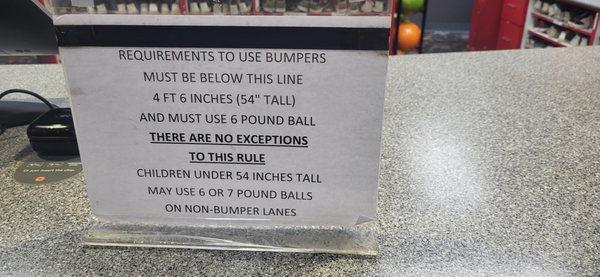 REQUIREMENTS TO USE BUMPERS
MUST BE BELOW THIS LINE
4 FT 6 INCHES (54" TALL)
AND MUST USE 6 POUND BALL
THERE ARE NO EXCEPTIONS
TO THIS RULE
CHILDREN UNDER 54 INCHES TALL
MAY USE 6 OR 7 POUND BALLS
ON NON-BUMPER LANES